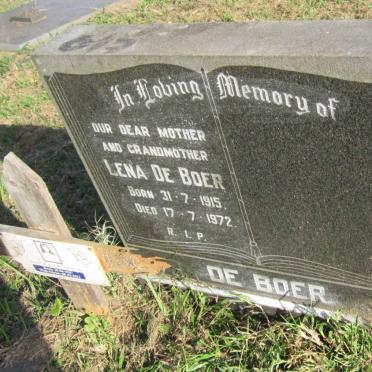 In Loving Memory of
OUR DEAR MOTHER
AND GRANDMOTHER
LENA DE BOER
BORN 31-7-1915
DIED 17-7-1972.
R.I.P.
DE BOER